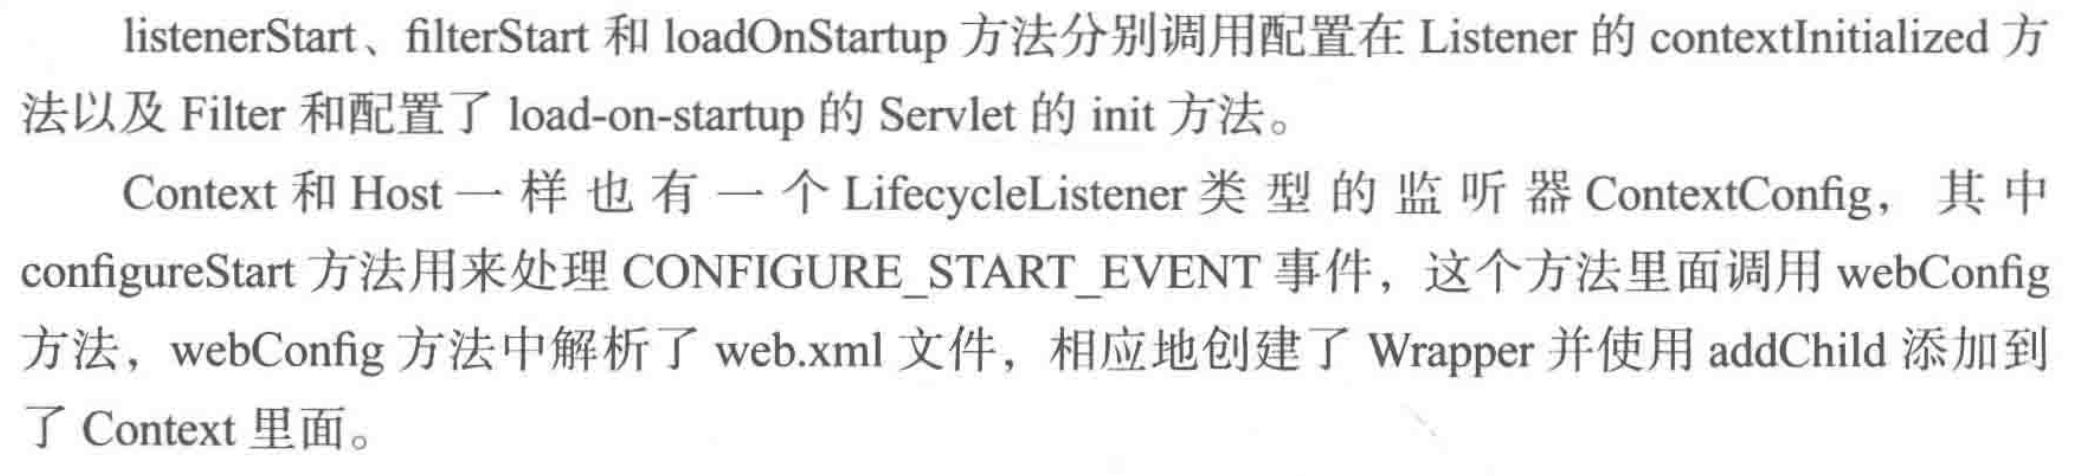 listenerStart、filterStart 和 loadOnStartup 方法分别调用配置在 Listener 的 contextInitialized 方
法以及 Filter 和配置了 load-on-startup 的 Servlet 的 init 方法。
Context 和 Host 一样也有一个 LifecycleListener 类型的监听器 ContextConfig，其中
configureStart 方法用来处理 CONFIGURE_START_EVENT 事件，这个方法里面调用 webConfig
方法，webConfig 方法中解析了 web.xml 文件，相应地创建了 Wrapper 并使用 addChild 添加到
了 Context 里面。